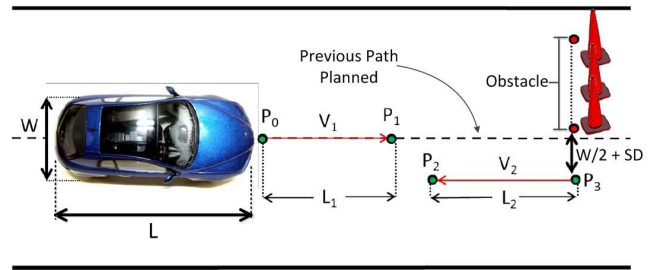 Previous Path
Planned
Obstacle
W
P0
V1
P1
W/2 + SD
P2
V2
P3
L1
L2
L